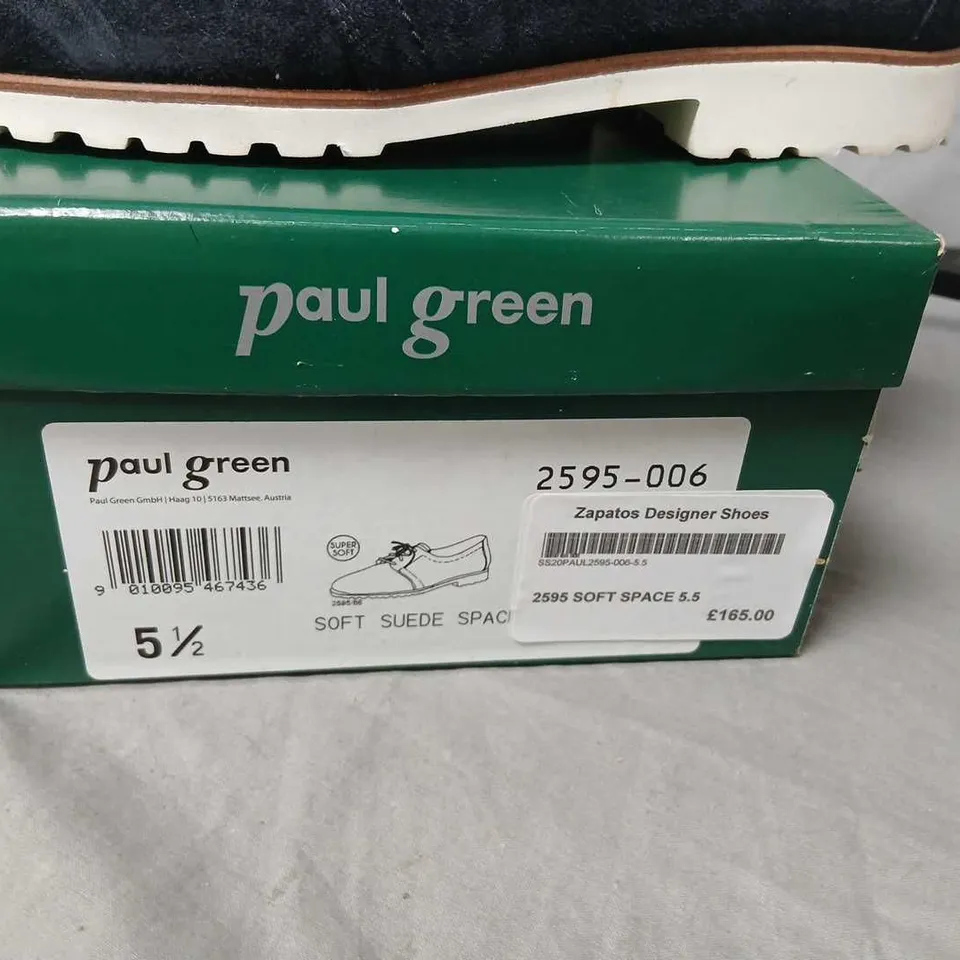 paul green
paul green
Paul Green GmbH | Haag 10 | 5163 Mattsee, Austria
2595-006
Zapatos Designer Shoes
SS20PAUL2595-006-5.5
2595 SOFT SPACE 5.5
£165.00
9 010095 467436
5 ½
SUPER
SOFT
2595-66
SOFT SUEDE SPAC